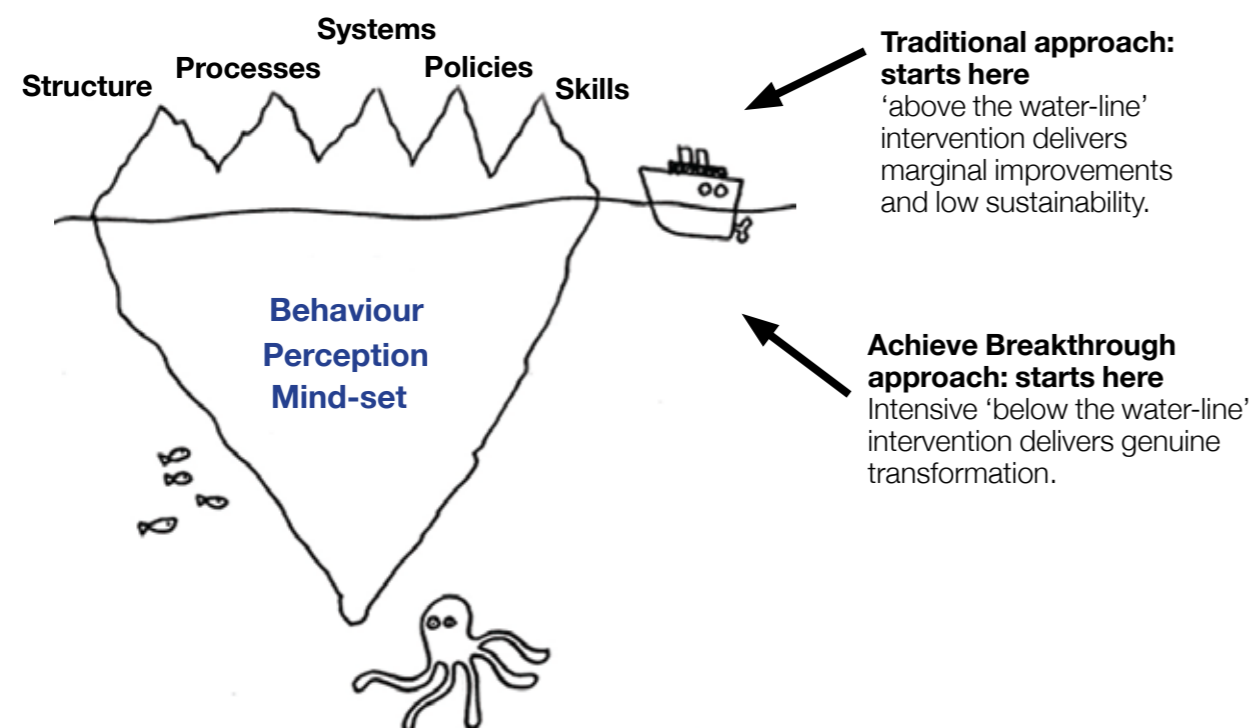 Systems
Processes
Policies
Structure
Skills
Traditional approach:
starts here
‘above the water-line’
intervention delivers
marginal improvements
and low sustainability.
Behaviour
Perception
Mind-set
Achieve Breakthrough
approach: starts here
Intensive ‘below the water-line’
intervention delivers genuine
transformation.